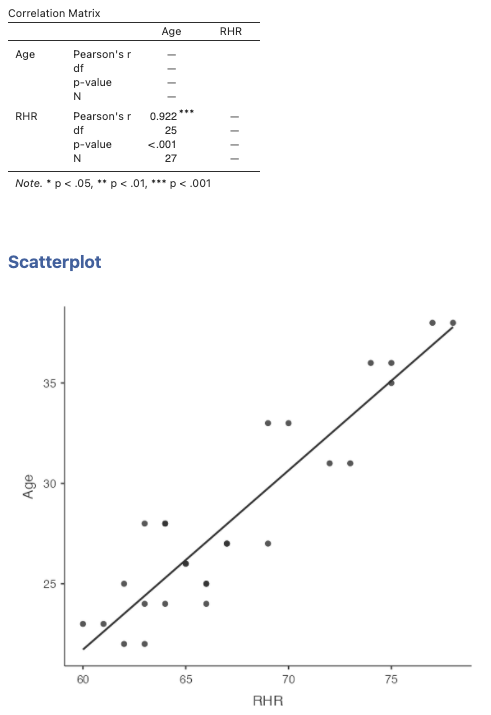 Correlation Matrix
Age RHR
Age Pearson's r —
df —
p-value —
N —
RHR Pearson's r 0.922 *** —
df 25 —
p-value <.001 —
N 27 —
Note. * p < .05, ** p < .01, *** p < .001
Scatterplot
35
30
25
Age
60 65 70 75
RHR